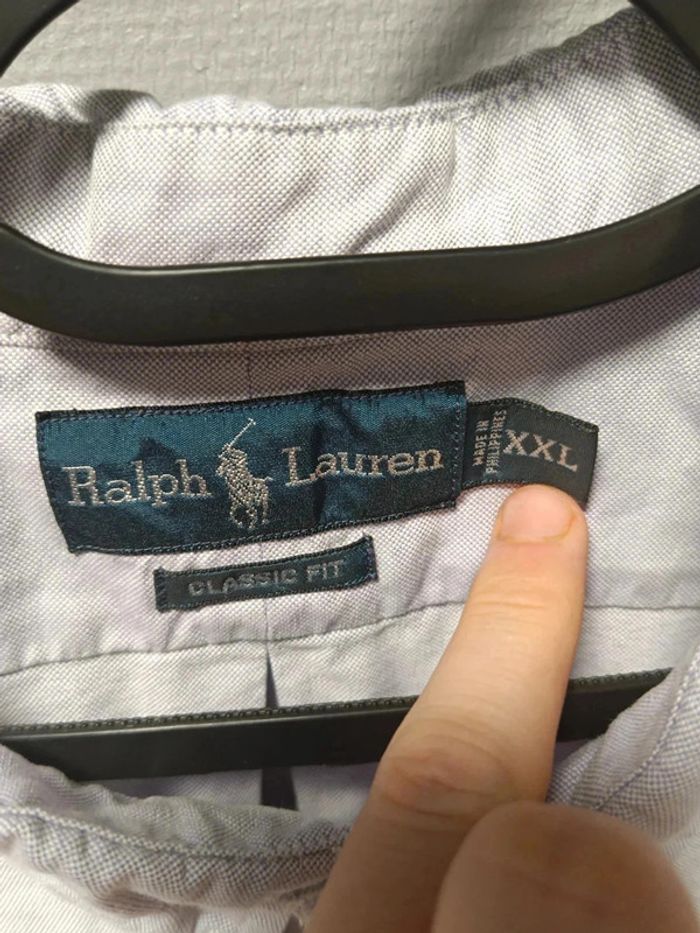 Ralph Lauren
MADE IN
PHILIPPINES
XXL
CLASSIC FIT